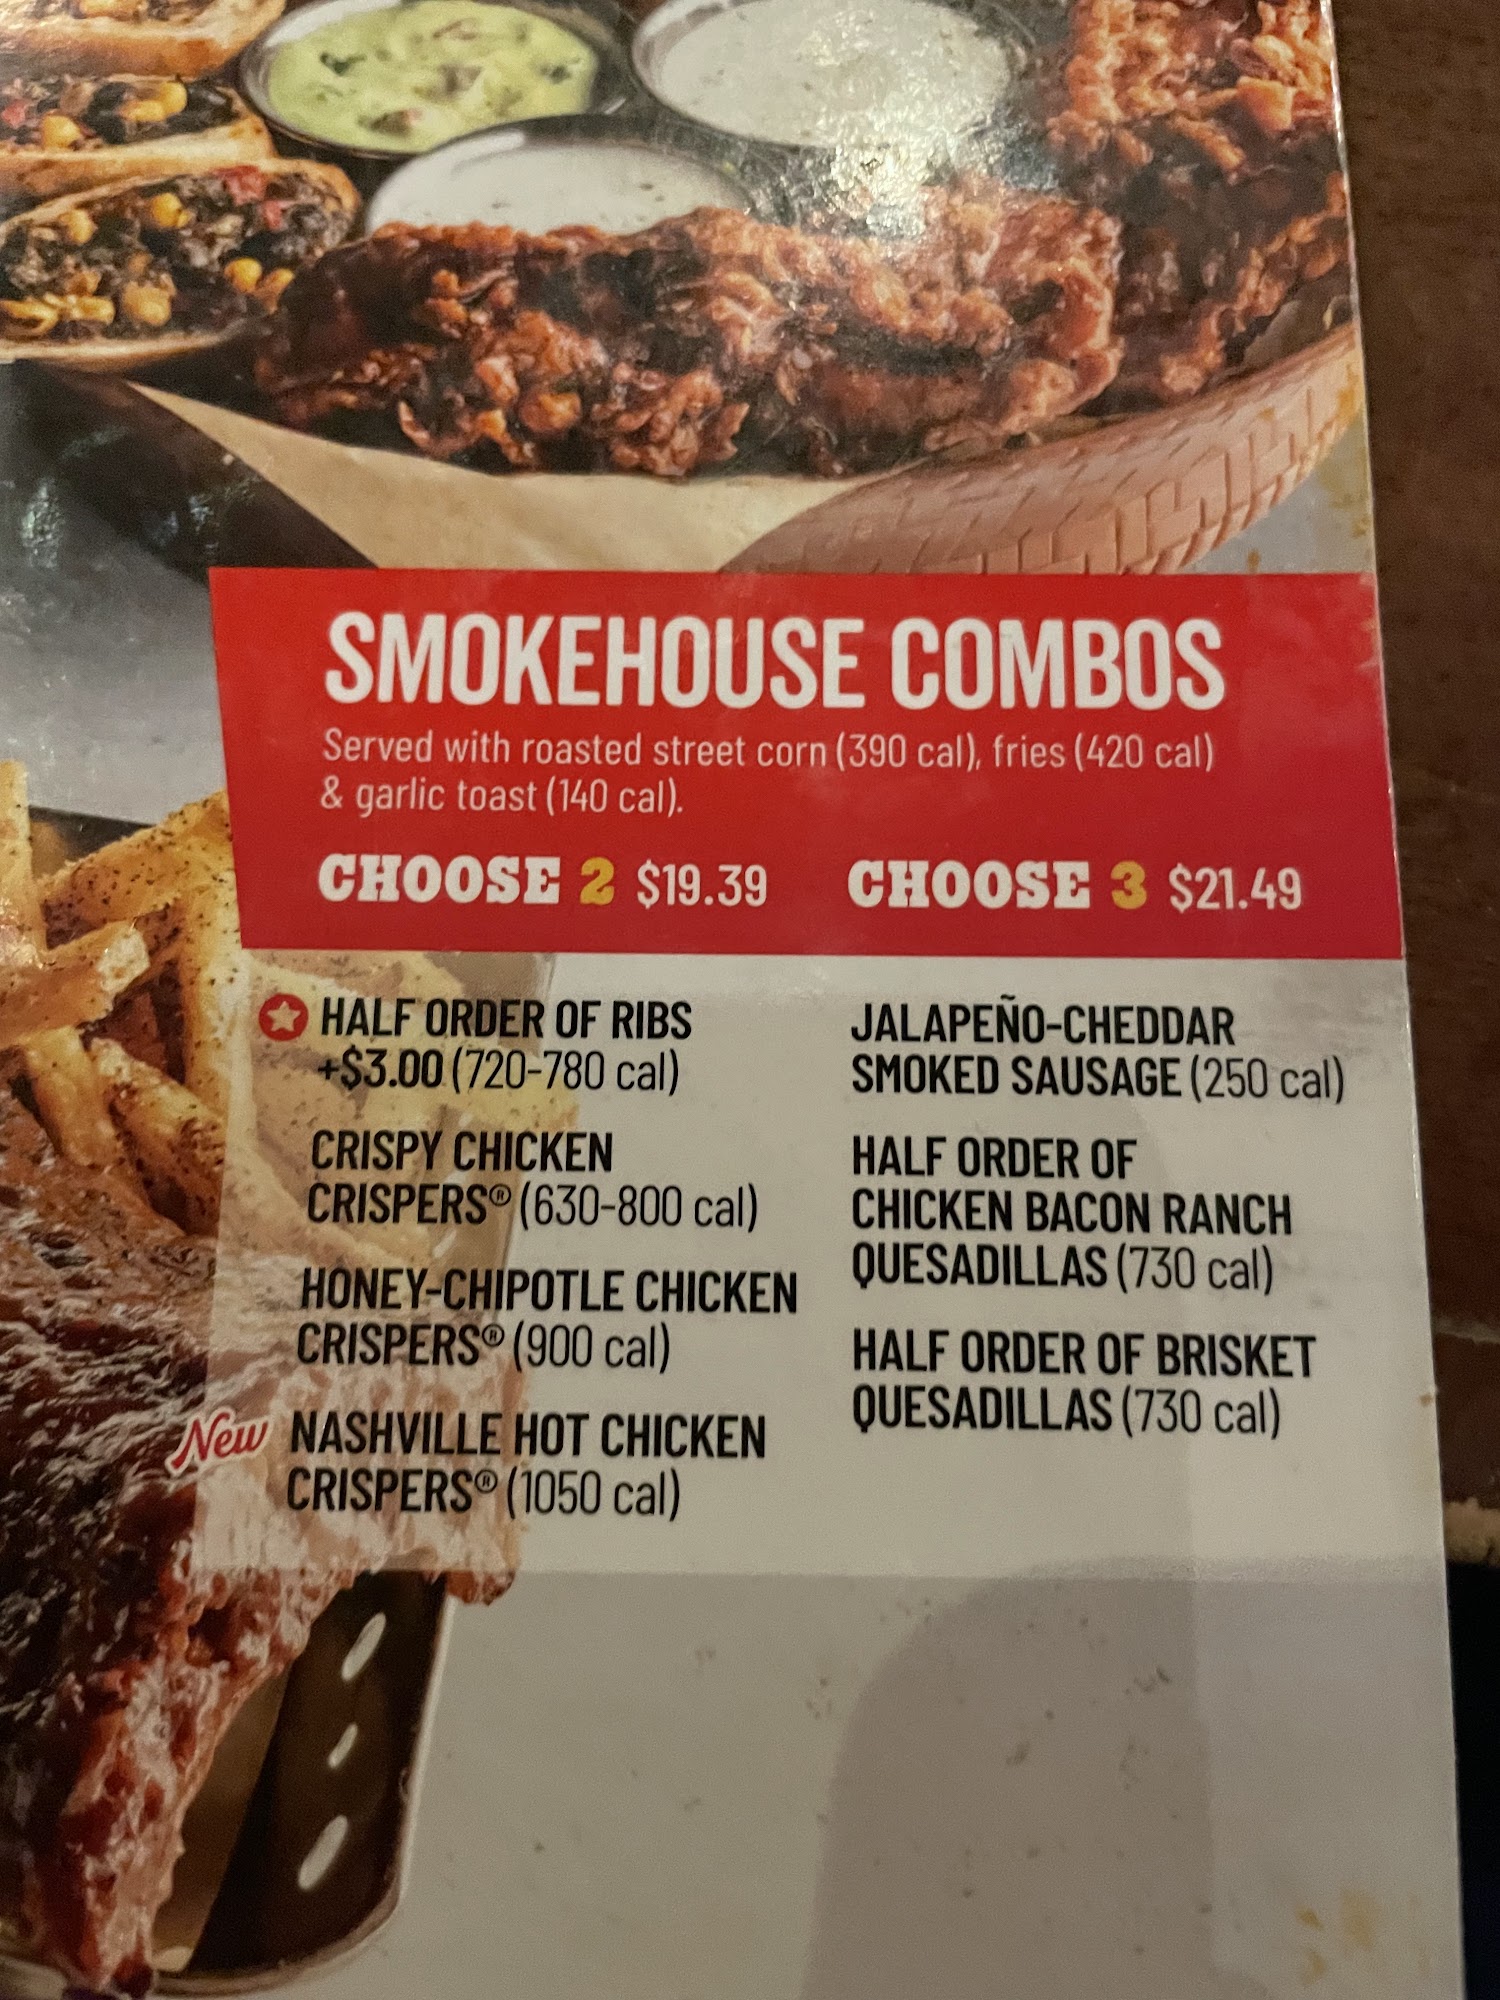 SMOKEHOUSE COMBOS
Served with roasted street corn (390 cal), fries (420 cal)
& garlic toast (140 cal).
CHOOSE 2 $19.39
CHOOSE 3 $21.49
HALF ORDER OF RIBS
+$3.00 (720-780 cal)
CRISPY CHICKEN
CRISPERS® (630-800 cal)
HONEY-CHIPOTLE CHICKEN
CRISPERS® (900 cal)
New NASHVILLE HOT CHICKEN
CRISPERS® (1050 cal)
JALAPEÑO-CHEDDAR
SMOKED SAUSAGE (250 cal)
HALF ORDER OF
CHICKEN BACON RANCH
QUESADILLAS (730 cal)
HALF ORDER OF BRISKET
QUESADILLAS (730 cal)